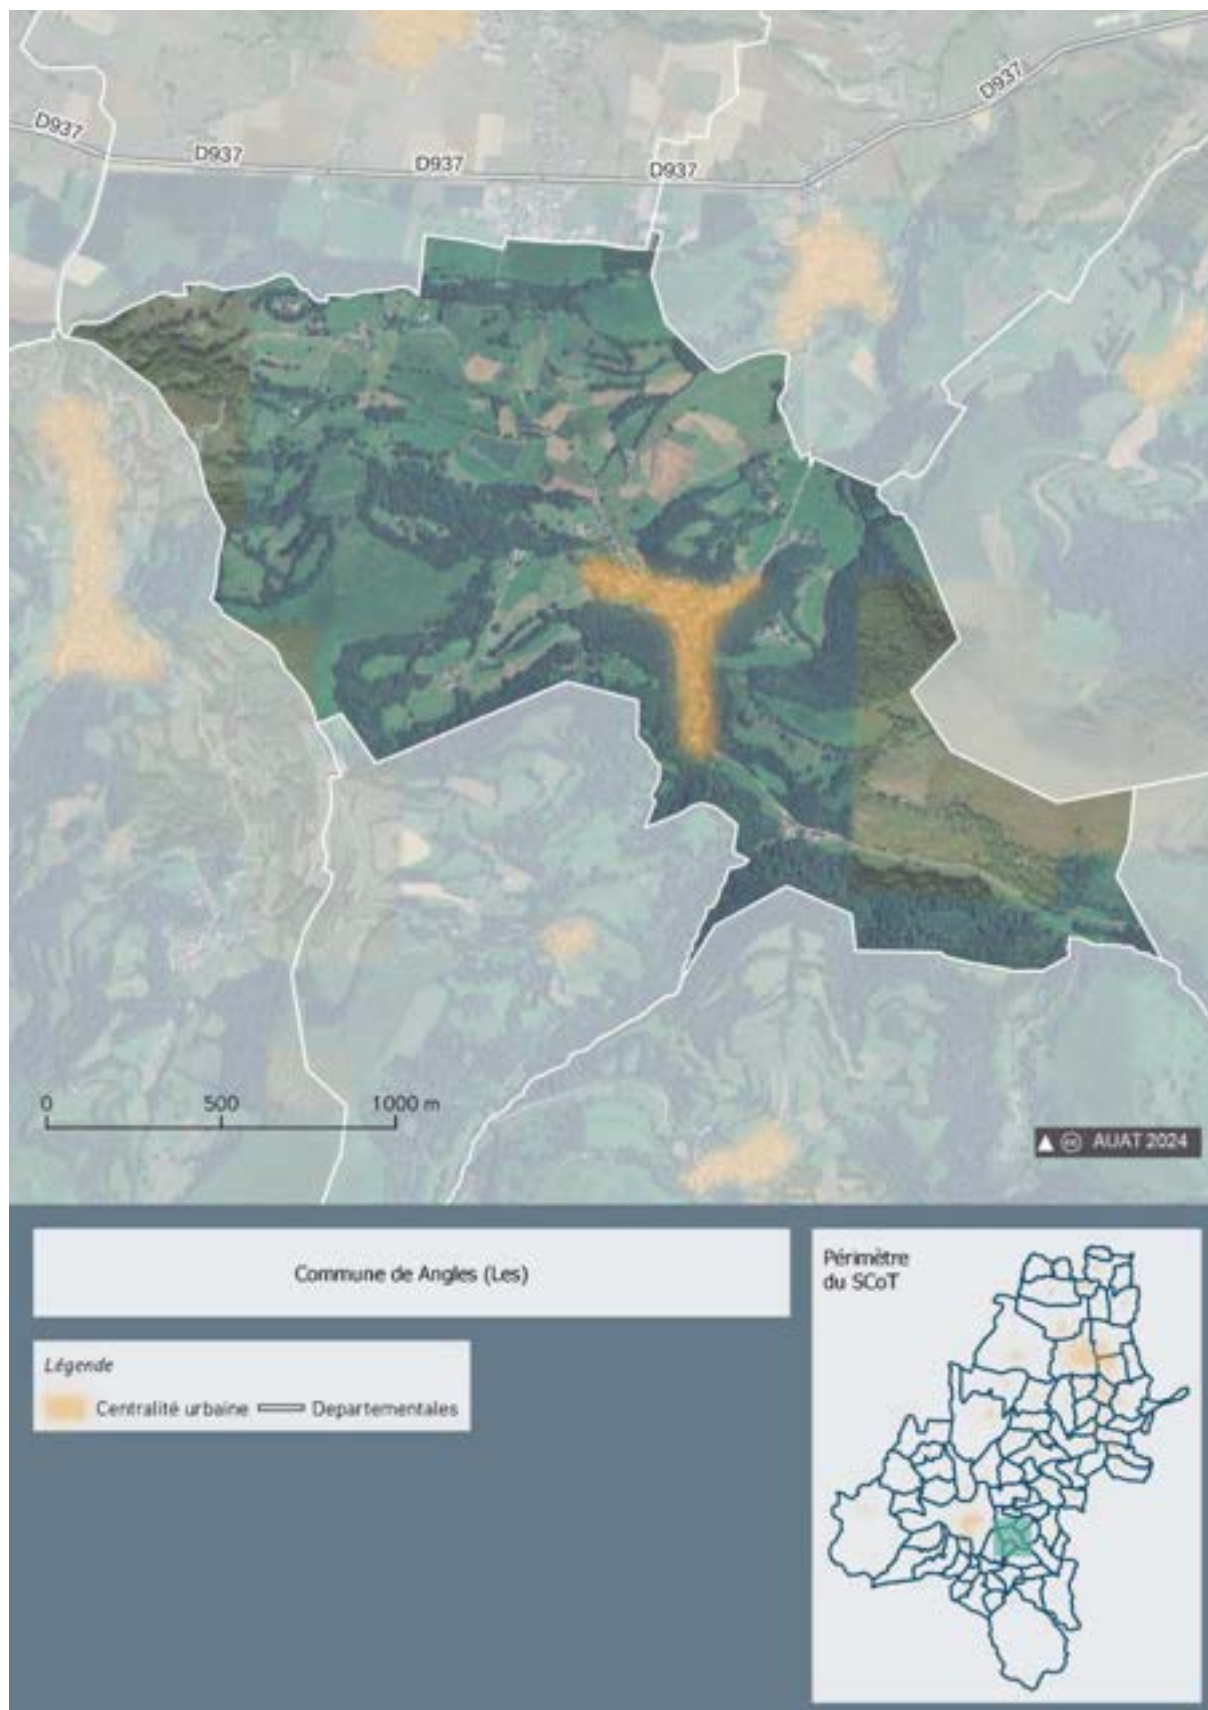 D937
D937
D937
D937
D937
0 500 1000 m
AUAT 2024
Commune de Angles (Les)
Périmètre
du SCoT
Légende
Centralité urbaine
Departementales